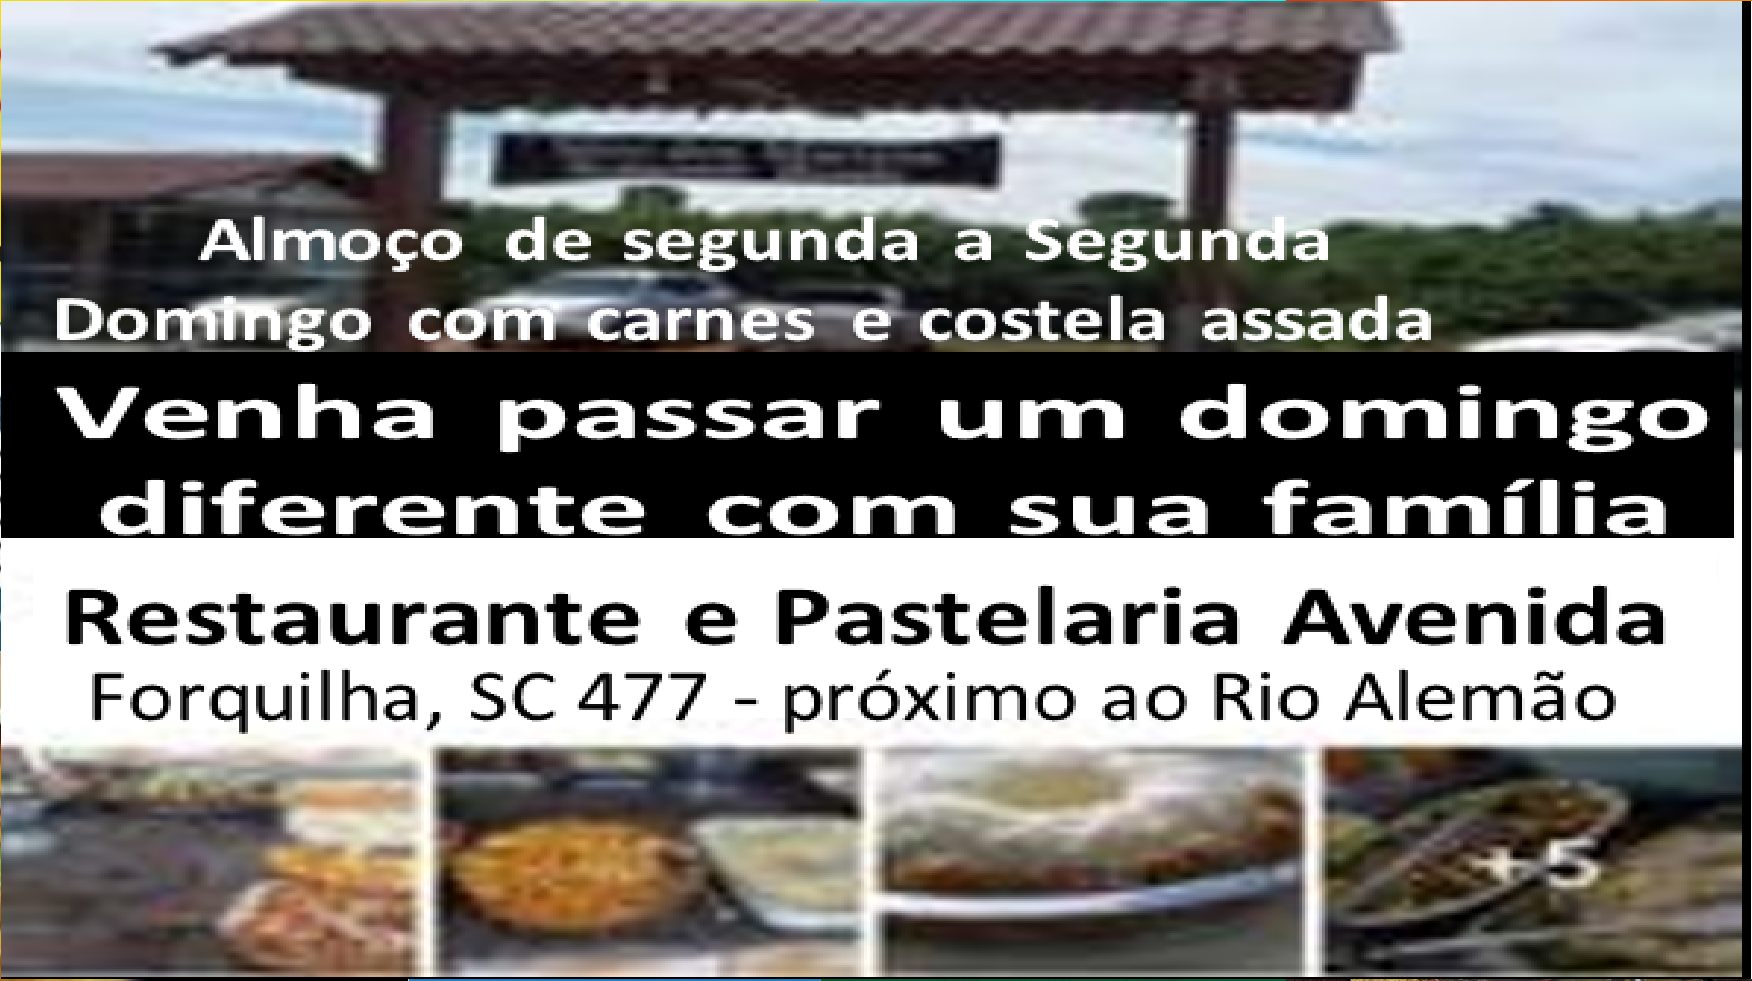 Almoço de segunda a Segunda
Domingo com carnes e costela assada
Venha passar um domingo
diferente com sua família
Restaurante e Pastelaria Avenida
Forquilha, SC 477 - próximo ao Rio Alemão
+5